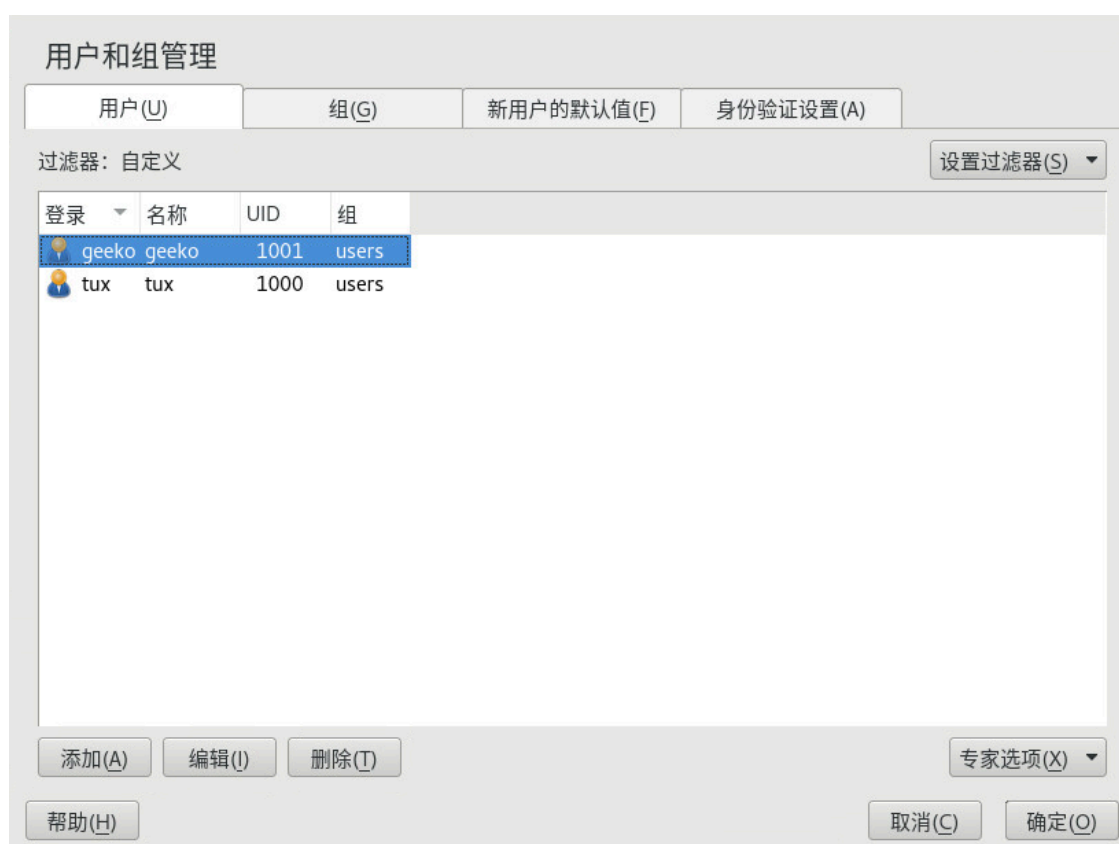 用户和组管理
用户(U) 组(G) 新用户的默认值(F) 身份验证设置(A)
过滤器：自定义 设置过滤器(S)
登录 名称 UID 组
geeko geeko 1001 users
tux tux 1000 users
添加(A) 编辑(I) 删除(T) 专家选项(X)
帮助(H) 取消(C) 确定(O)